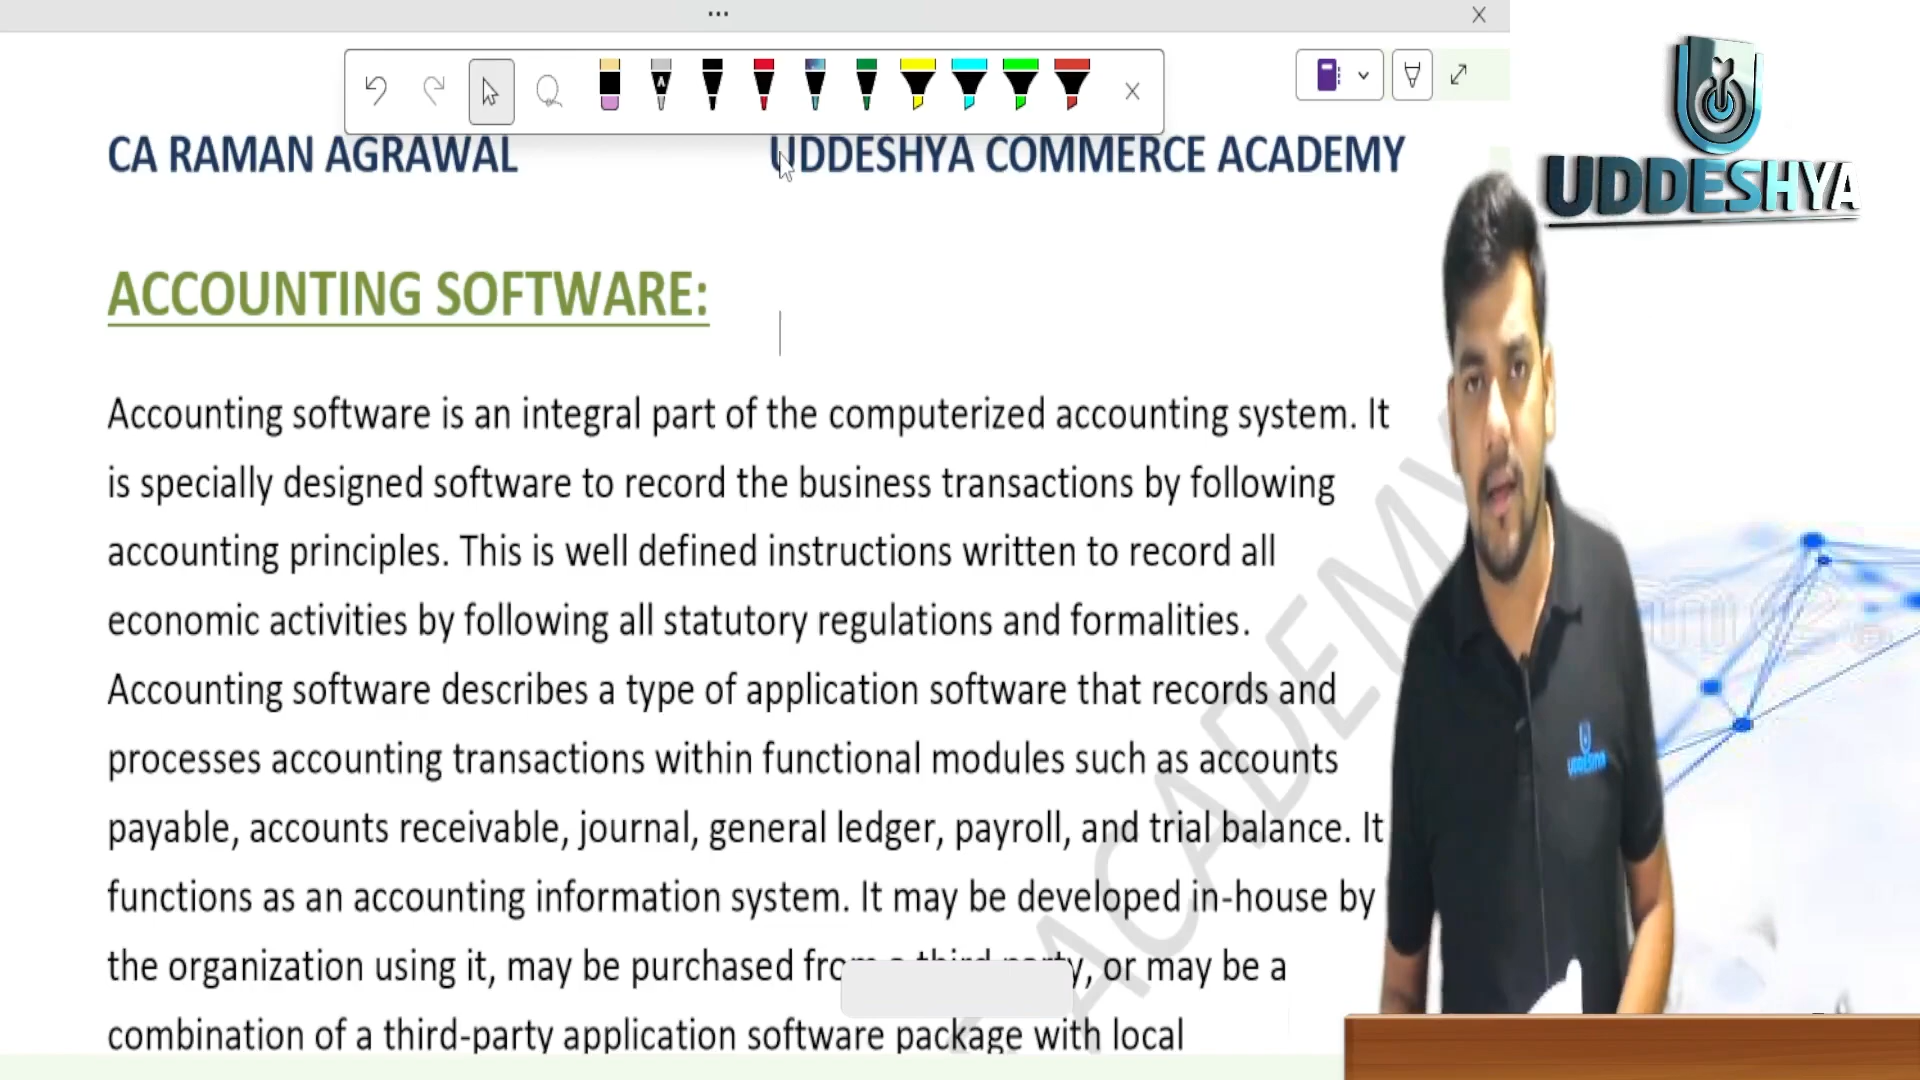 UDDESHYA
CA RAMAN AGRAWAL UDDESHYA COMMERCE ACADEMY
ACCOUNTING SOFTWARE:
Accounting software is an integral part of the computerized accounting system. It
is specially designed software to record the business transactions by following
accounting principles. This is well defined instructions written to record all
economic activities by following all statutory regulations and formalities.
Accounting software describes a type of application software that records and
processes accounting transactions within functional modules such as accounts
payable, accounts receivable, journal, general ledger, payroll, and trial balance. It
functions as an accounting information system. It may be developed in-house by
the organization using it, may be purchased from a third party, or may be a
combination of a third-party application software package with local
ACADEMY
UDDESHYA